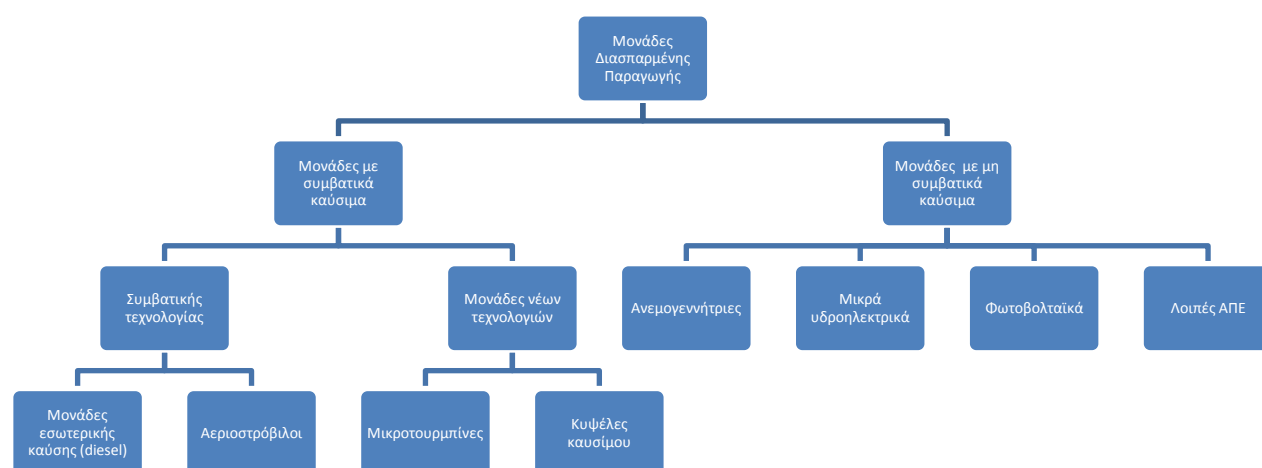 Μονάδες
Διασπαρμένης
Παραγωγής
Μονάδες με
συμβατικά
καύσιμα
Μονάδες με μη
συμβατικά
καύσιμα
Συμβατικής
τεχνολογίας
Μονάδες νέων
τεχνολογιών
Ανεμογεννήτριες
Μικρά
υδροηλεκτρικά
Φωτοβολταϊκά
Λοιπές ΑΠΕ
Μονάδες
εσωτερικής
καύσης (diesel)
Αεριοστρόβιλοι
Μικροτουρμπίνες
Κυψέλες
καυσίμου